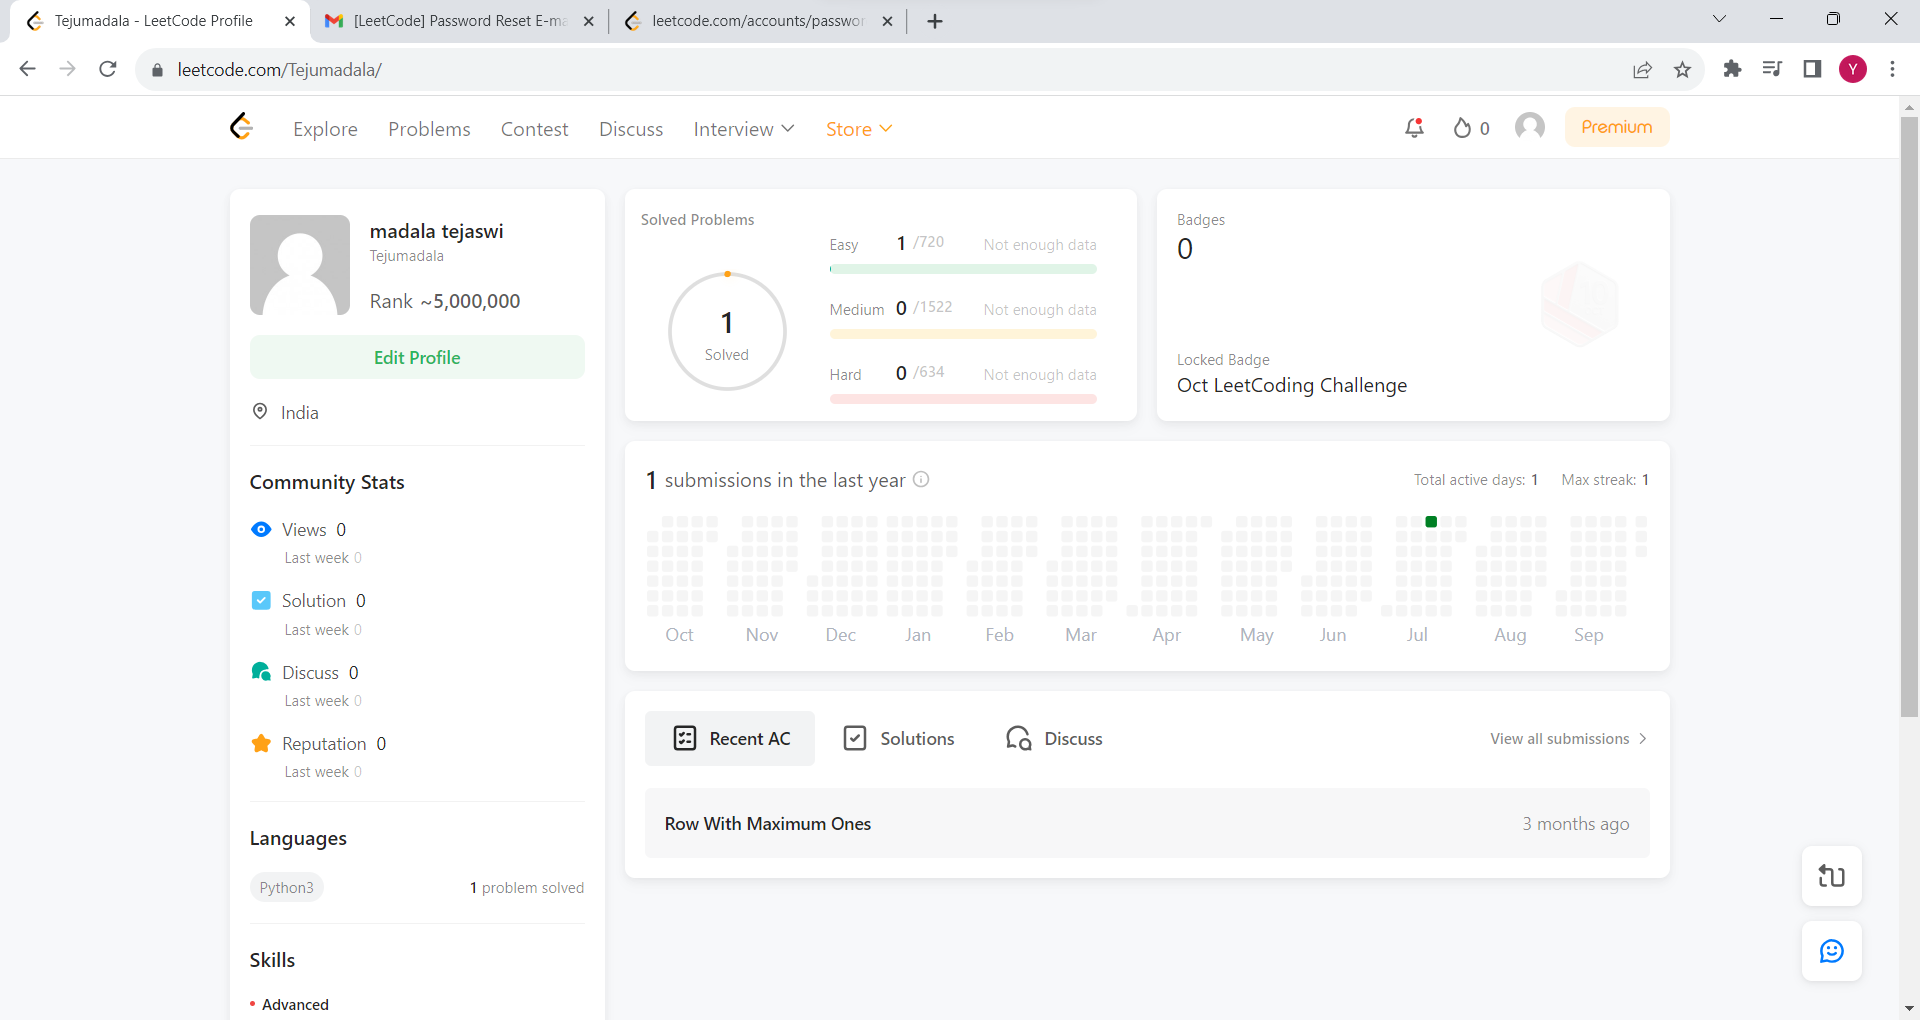 Tejumadala - LeetCode Profile
[LeetCode] Password Reset E-ma
leetcode.com/accounts/passwor
leetcode.com/Tejumadala/
Y
Explore Problems Contest Discuss Interview Store
0
Premium
madala tejaswi
Tejumadala
Rank ~5,000,000
Edit Profile
India
Community Stats
Views 0
Last week 0
Solution 0
Last week 0
Discuss 0
Last week 0
Reputation 0
Last week 0
Languages
Python3 1 problem solved
Skills
• Advanced
Solved Problems
1
Solved
Easy 1 /720 Not enough data
Medium 0 /1522 Not enough data
Hard 0 /634 Not enough data
Badges
0
Locked Badge
Oct LeetCoding Challenge
1 submissions in the last year
Total active days: 1 Max streak: 1
Oct Nov Dec Jan Feb Mar Apr May Jun Jul Aug Sep
Recent AC Solutions Discuss View all submissions >
Row With Maximum Ones 3 months ago